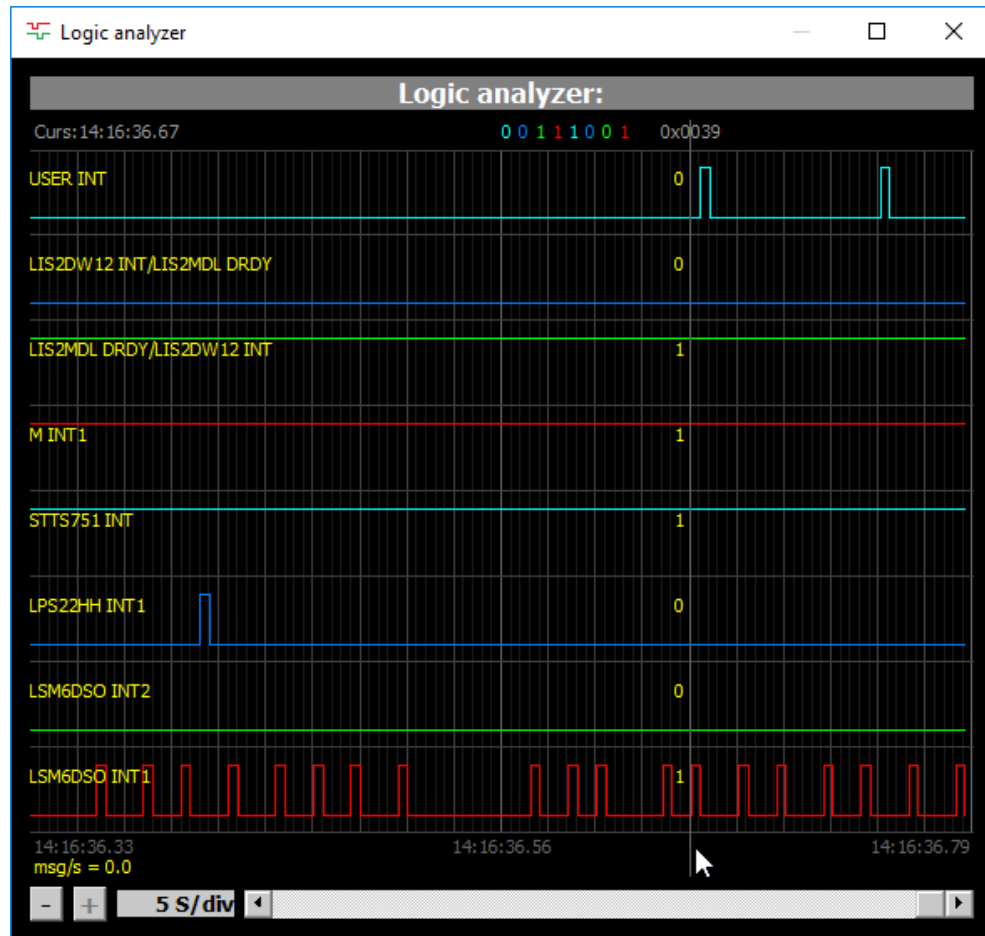 Logic analyzer
Logic analyzer:
Curs:14:16:36.67 0 0 1 1 1 0 0 1 0x0039
USER INT 0
LIS2DW12 INT/LIS2MDL DRDY 0
LIS2MDL DRDY/LIS2DW12 INT 1
M INT1 1
STTS751 INT 1
LPS22HH INT1 0
LSM6DSO INT2 0
LSM6DSO INT1 1
14:16:36.33 14:16:36.56 14:16:36.79
msg/s = 0.0
- + 5 S/div